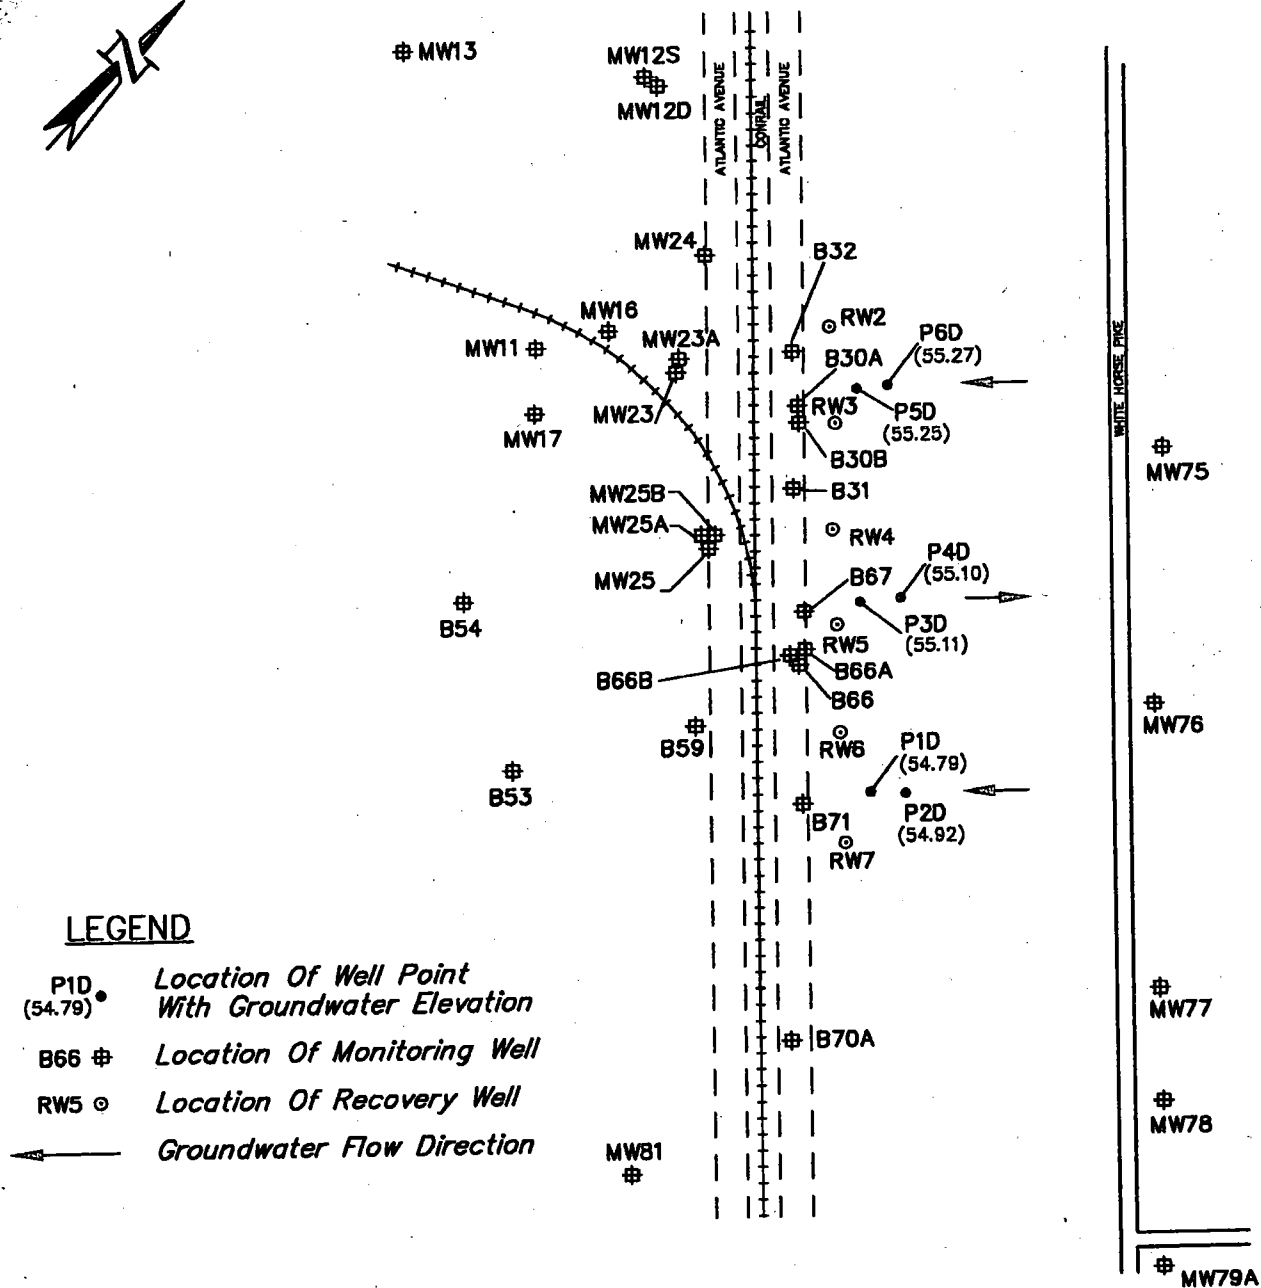 N
MW13
MW12S
MW12D
ATLANTIC AVENUE
CONRAIL
ATLANTIC AVENUE
WHITE HORSE PIKE
MW24
B32
MW16
RW2
MW23A
MW11
P6D
(55.27)
B30A
MW23
RW3
P5D
(55.25)
MW17
B30B
MW75
MW25B
B31
MW25A
RW4
MW25
P4D
(55.10)
B67
B54
P3D
(55.11)
RW5
B66A
B66B
B66
B59
RW6
P1D
(54.79)
MW76
B53
B71
P2D
(54.92)
RW7
LEGEND
P1D
(54.79)
Location Of Well Point
With Groundwater Elevation
B66
Location Of Monitoring Well
RW5
Location Of Recovery Well
Groundwater Flow Direction
MW77
B70A
MW78
MW81
MW79A